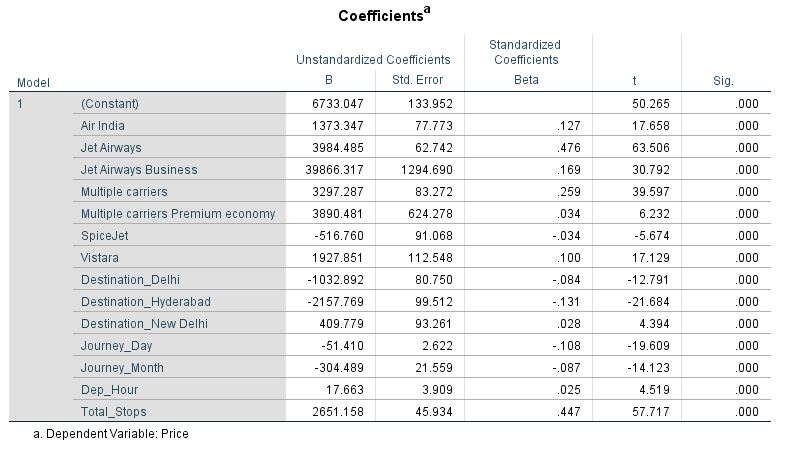 Coefficientsa
Unstandardized Coefficients Standardized Coefficients
Model B Std. Error Beta t Sig.
1 (Constant) 6733.047 133.952 50.265 .000
Air India 1373.347 77.773 .127 17.658 .000
Jet Airways 3984.485 62.742 .476 63.506 .000
Jet Airways Business 39866.317 1294.690 .169 30.792 .000
Multiple carriers 3297.287 83.272 .259 39.597 .000
Multiple carriers Premium economy 3890.481 624.278 .034 6.232 .000
SpiceJet -516.760 91.068 -.034 -5.674 .000
Vistara 1927.851 112.548 .100 17.129 .000
Destination_Delhi -1032.892 80.750 -.084 -12.791 .000
Destination_Hyderabad -2157.769 99.512 -.131 -21.684 .000
Destination_New Delhi 409.779 93.261 .028 4.394 .000
Journey_Day -51.410 2.622 -.108 -19.609 .000
Journey_Month -304.489 21.559 -.087 -14.123 .000
Dep_Hour 17.663 3.909 .025 4.519 .000
Total_Stops 2651.158 45.934 .447 57.717 .000
a. Dependent Variable: Price